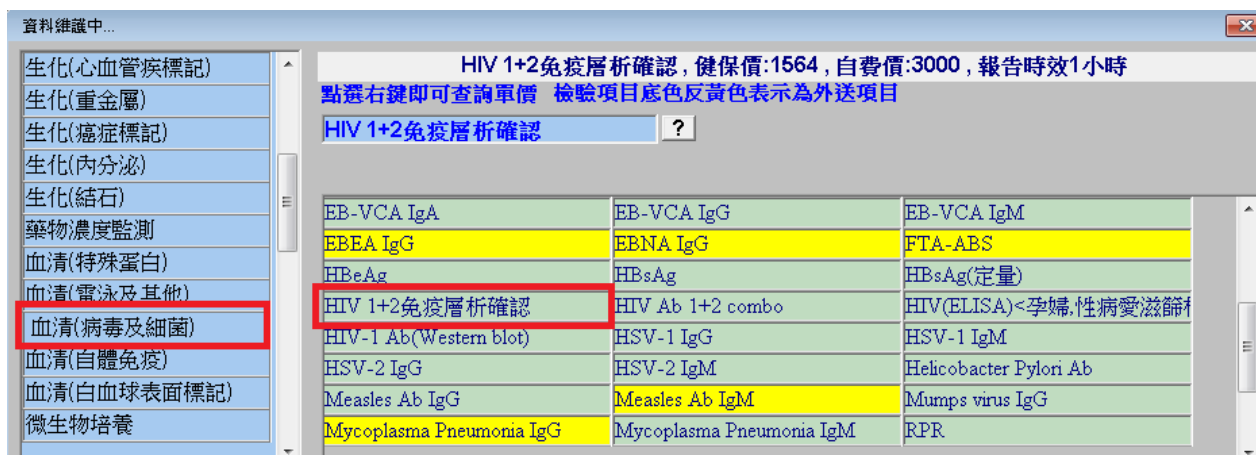 資料維護中...
生化(心血管疾標記)
生化(重金屬)
生化(癌症標記)
生化(內分泌)
生化(結石)
藥物濃度監測
血清(特殊蛋白)
血清(電泳及其他)
血清(病毒及細菌)
血清(自體免疫)
血清(白血球表面標記)
微生物培養
HIV 1+2免疫層析確認 , 健保價:1564 , 自費價:3000 , 報告時效1小時
點選右鍵即可查詢單價 檢驗項目底色反黃色表示為外送項目
HIV 1+2免疫層析確認 ?
EB-VCA IgA EB-VCA IgG EB-VCA IgM
EBEA IgG EBNA IgG FTA-ABS
HBeAg HBsAg HBsAg(定量)
HIV 1+2免疫層析確認 HIV Ab 1+2 combo HIV(ELISA)<孕婦,性病愛滋篩
HIV-1 Ab(Western blot) HSV-1 IgG HSV-1 IgM
HSV-2 IgG HSV-2 IgM Helicobacter Pylori Ab
Measles Ab IgG Measles Ab IgM Mumps virus IgG
Mycoplasma Pneumonia IgG Mycoplasma Pneumonia IgM RPR